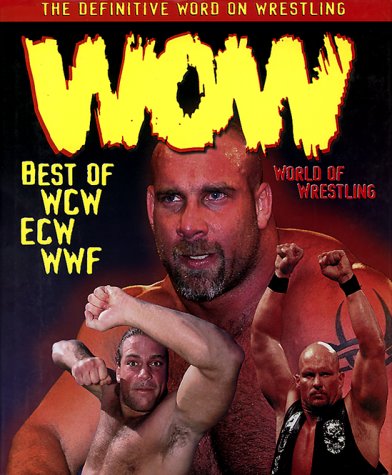 THE DEFINITIVE WORD ON WRESTLING
WOW
BEST OF
WCW
ECW
WWF
WORLD OF
WRESTLING